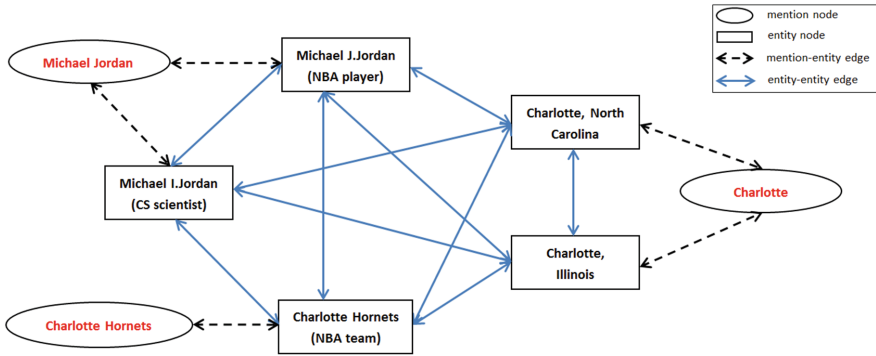 mention node
entity node
mention-entity edge
entity-entity edge
Michael Jordan
Michael J.Jordan
(NBA player)
Charlotte, North
Carolina
Michael I.Jordan
(CS scientist)
Charlotte
Charlotte,
Illinois
Charlotte Hornets
Charlotte Hornets
(NBA team)